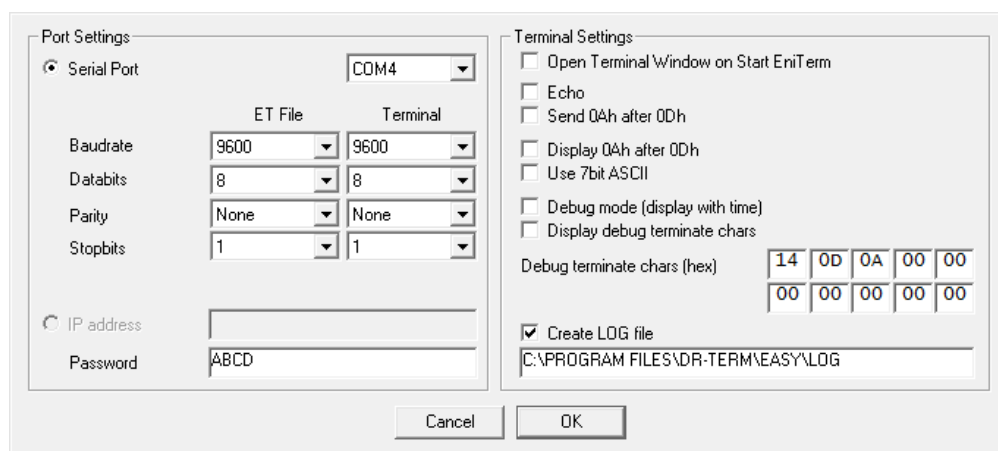 Port Settings
Serial Port COM4
ET File Terminal
Baudrate 9600 9600
Databits 8 8
Parity None None
Stopbits 1 1
IP address
Password ABCD
Terminal Settings
Open Terminal Window on Start EniTerm
Echo
Send 0Ah after 0Dh
Display 0Ah after 0Dh
Use 7bit ASCII
Debug mode (display with time)
Display debug terminate chars
Debug terminate chars (hex) 14 0D 0A 00 00
00 00 00 00 00
Create LOG file
C:\PROGRAM FILES\DR-TERM\EASY\LOG
Cancel OK